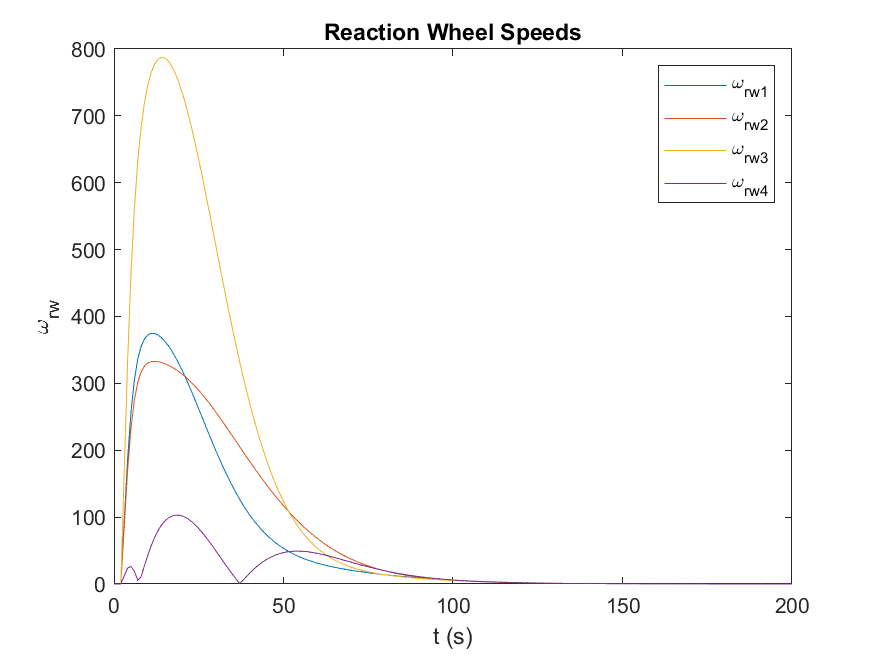 Reaction Wheel Speeds
800
700
600
500
400
300
200
100
0
ω_rw
ω_rw1
ω_rw2
ω_rw3
ω_rw4
0 50 100 150 200
t (s)